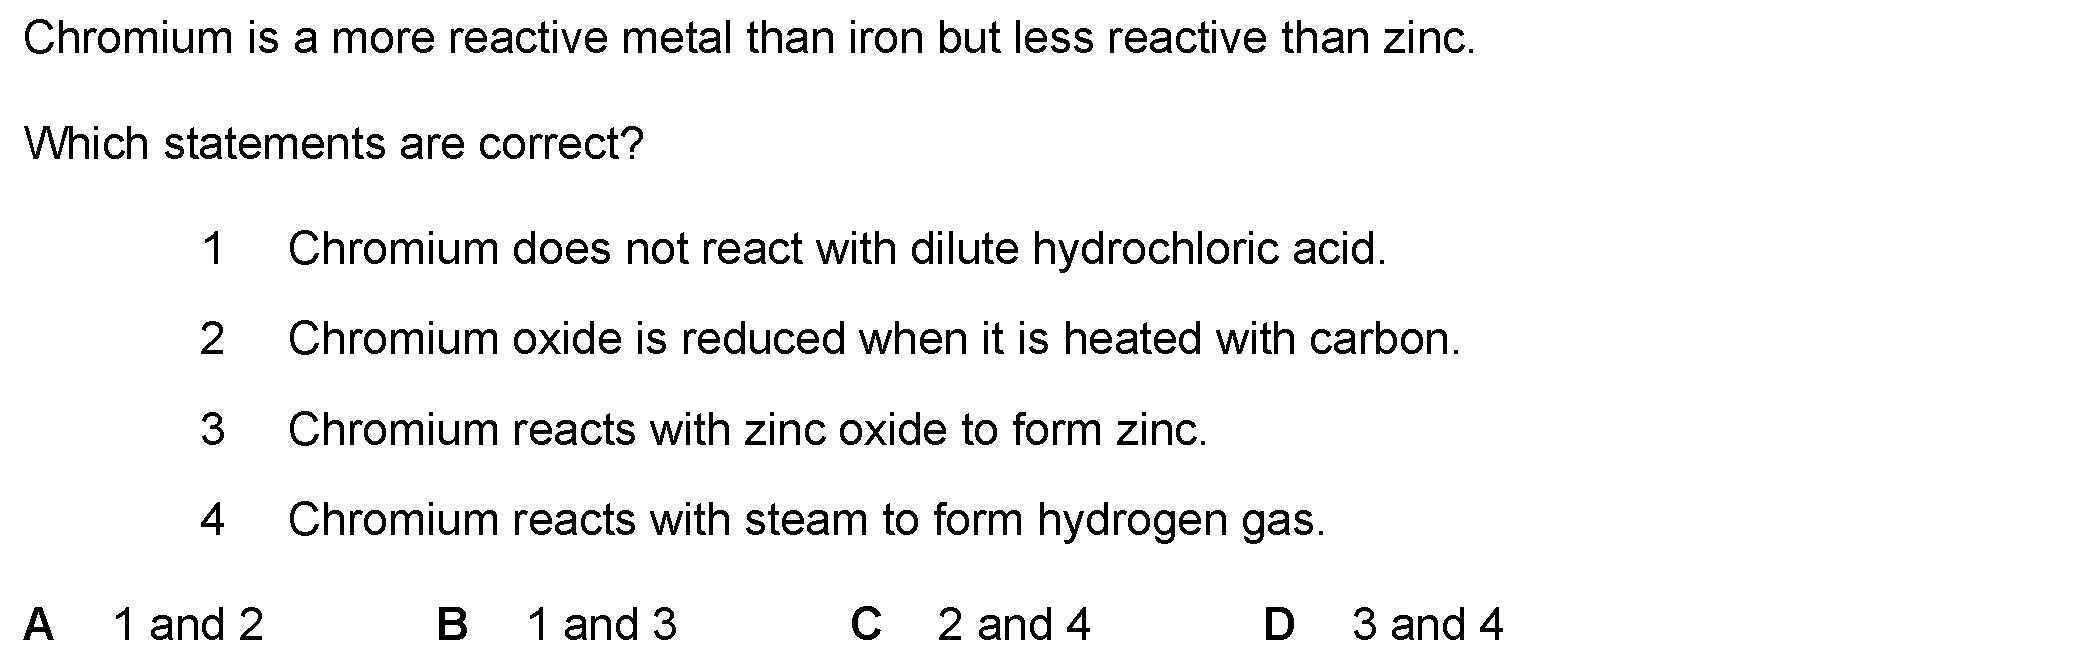 Chromium is a more reactive metal than iron but less reactive than zinc.
Which statements are correct?
1 Chromium does not react with dilute hydrochloric acid.
2 Chromium oxide is reduced when it is heated with carbon.
3 Chromium reacts with zinc oxide to form zinc.
4 Chromium reacts with steam to form hydrogen gas.
A 1 and 2 B 1 and 3 C 2 and 4 D 3 and 4